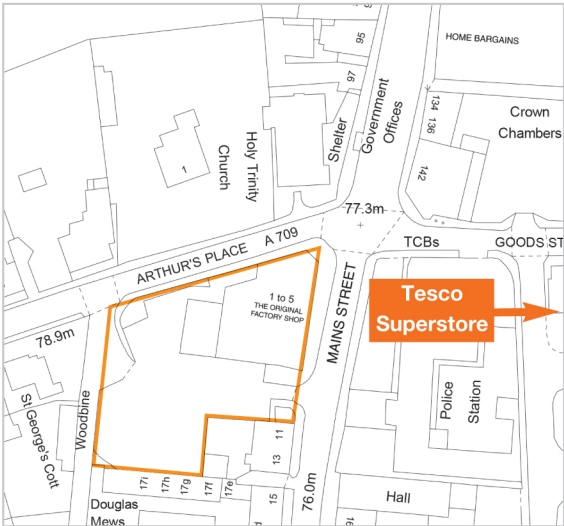 95
97
HOME BARGAINS
134
136
142
Crown
Chambers
Government
Offices
Shelter
Holy Trinity
Church
1
77.3m
ARTHUR'S PLACE A 709
TCBs
GOODS ST
1 to 5
THE ORIGINAL
FACTORY SHOP
MAINS STREET
Tesco
Superstore
78.9m
Woodbine
St George's Cott
Police
Station
11
13
15
17i
17h
17g
17f
17e
Douglas
Mews
76.0m
Hall